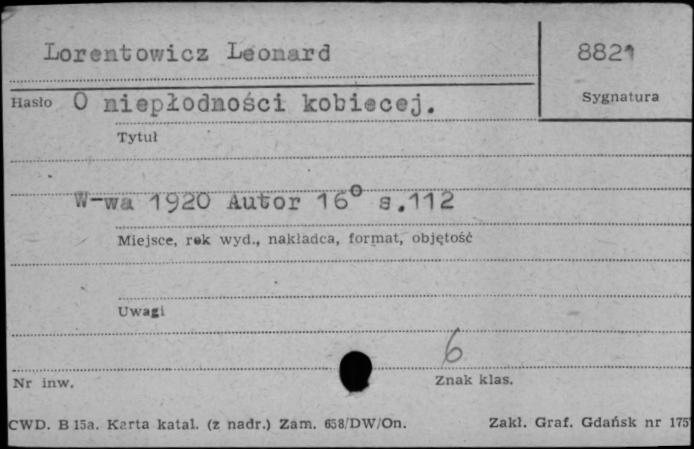 Lorentowicz Leonard 8821
Hasło O niepłodności kobiecej. Sygnatura
Tytuł
W-wa 1920 Autor 16° s.112
Miejsce, rok wyd., nakładca, format, objętość
Uwagi
6
Nr inw. Znak klas.
CWD. B 15a. Karta katal. (z nadr.) Zam. 658/DW/On. Zakł. Graf. Gdańsk nr 175